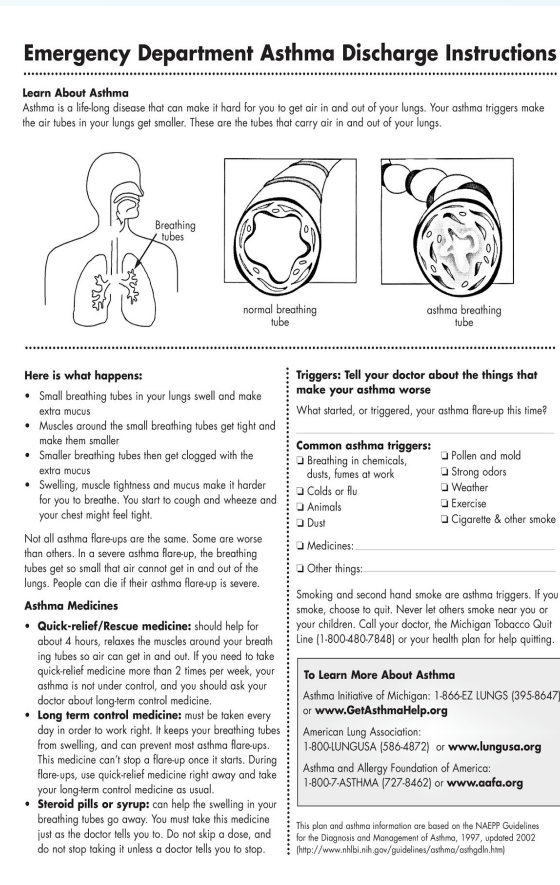 Emergency Department Asthma Discharge Instructions
Learn About Asthma
Asthma is a life-long disease that can make it hard for you to get air in and out of your lungs. Your asthma triggers make
the air tubes in your lungs get smaller. These are the tubes that carry air in and out of your lungs.
Breathing
tubes
normal breathing
tube
asthma breathing
tube
Here is what happens:
• Small breathing tubes in your lungs swell and make
extra mucus
• Muscles around the small breathing tubes get tight and
make them smaller
• Smaller breathing tubes then get clogged with the
extra mucus
• Swelling, muscle tightness and mucus make it harder
for you to breathe. You start to cough and wheeze and
your chest might feel tight.
Not all asthma flare-ups are the same. Some are worse
than others. In a severe asthma flare-up, the breathing
tubes get so small that air cannot get in and out of the
lungs. People can die if their asthma flare-up is severe.
Asthma Medicines
• Quick-relief/Rescue medicine: should help for
about 4 hours, relaxes the muscles around your breath
ing tubes so air can get in and out. If you need to take
quick-relief medicine more than 2 times per week, your
asthma is not under control, and you should ask your
doctor about long-term control medicine.
• Long term control medicine: must be taken every
day in order to work right. It keeps your breathing tubes
from swelling, and can prevent most asthma flare-ups.
This medicine can't stop a flare-up once it starts. During
flare-ups, use quick-relief medicine right away and take
your long-term control medicine as usual.
• Steroid pills or syrup: can help the swelling in your
breathing tubes go away. You must take this medicine
just as the doctor tells you to. Do not skip a dose, and
do not stop taking it unless a doctor tells you to stop.
Triggers: Tell your doctor about the things that
make your asthma worse
What started, or triggered, your asthma flare-up this time?
Common asthma triggers:
❑ Breathing in chemicals,
dusts, fumes at work
❑ Colds or flu
❑ Animals
❑ Dust
❑ Pollen and mold
❑ Strong odors
❑ Weather
❑ Exercise
❑ Cigarette & other smoke
❑ Medicines:
❑ Other things:
Smoking and second hand smoke are asthma triggers. If you
smoke, choose to quit. Never let others smoke near you or
your children. Call your doctor, the Michigan Tobacco Quit
Line (1-800-480-7848) or your health plan for help quitting.
To Learn More About Asthma
Asthma Initiative of Michigan: 1-866-EZ LUNGS (395-8647)
or www.GetAsthmaHelp.org
American Lung Association:
1-800-LUNGUSA (586-4872) or www.lungusa.org
Asthma and Allergy Foundation of America:
1-800-7-ASTHMA (727-8462) or www.aafa.org
This plan and asthma information are based on the NAEPP Guidelines
for the Diagnosis and Management of Asthma, 1997, updated 2002
(http://www.nhlbi.nih.gov/guidelines/asthma/asthgdln.htm)